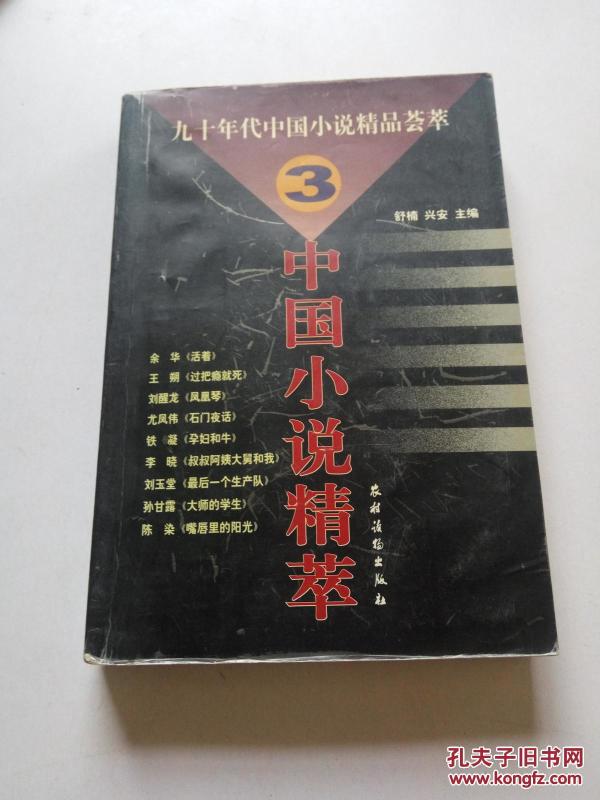 九十年代中国小说精品荟萃
3
舒楠 兴安 主编
中国小说精萃
余华《活着》
王朔《过把瘾就死》
刘醒龙《凤凰琴》
尤凤伟《石门夜话》
铁凝《孕妇和牛》
李晓《叔叔阿姨大舅和我》
刘玉堂《最后一个生产队》
孙甘露《大师的学生》
陈染《嘴唇里的阳光》
农村读物出版社
孔夫子旧书网
www.kongfz.com